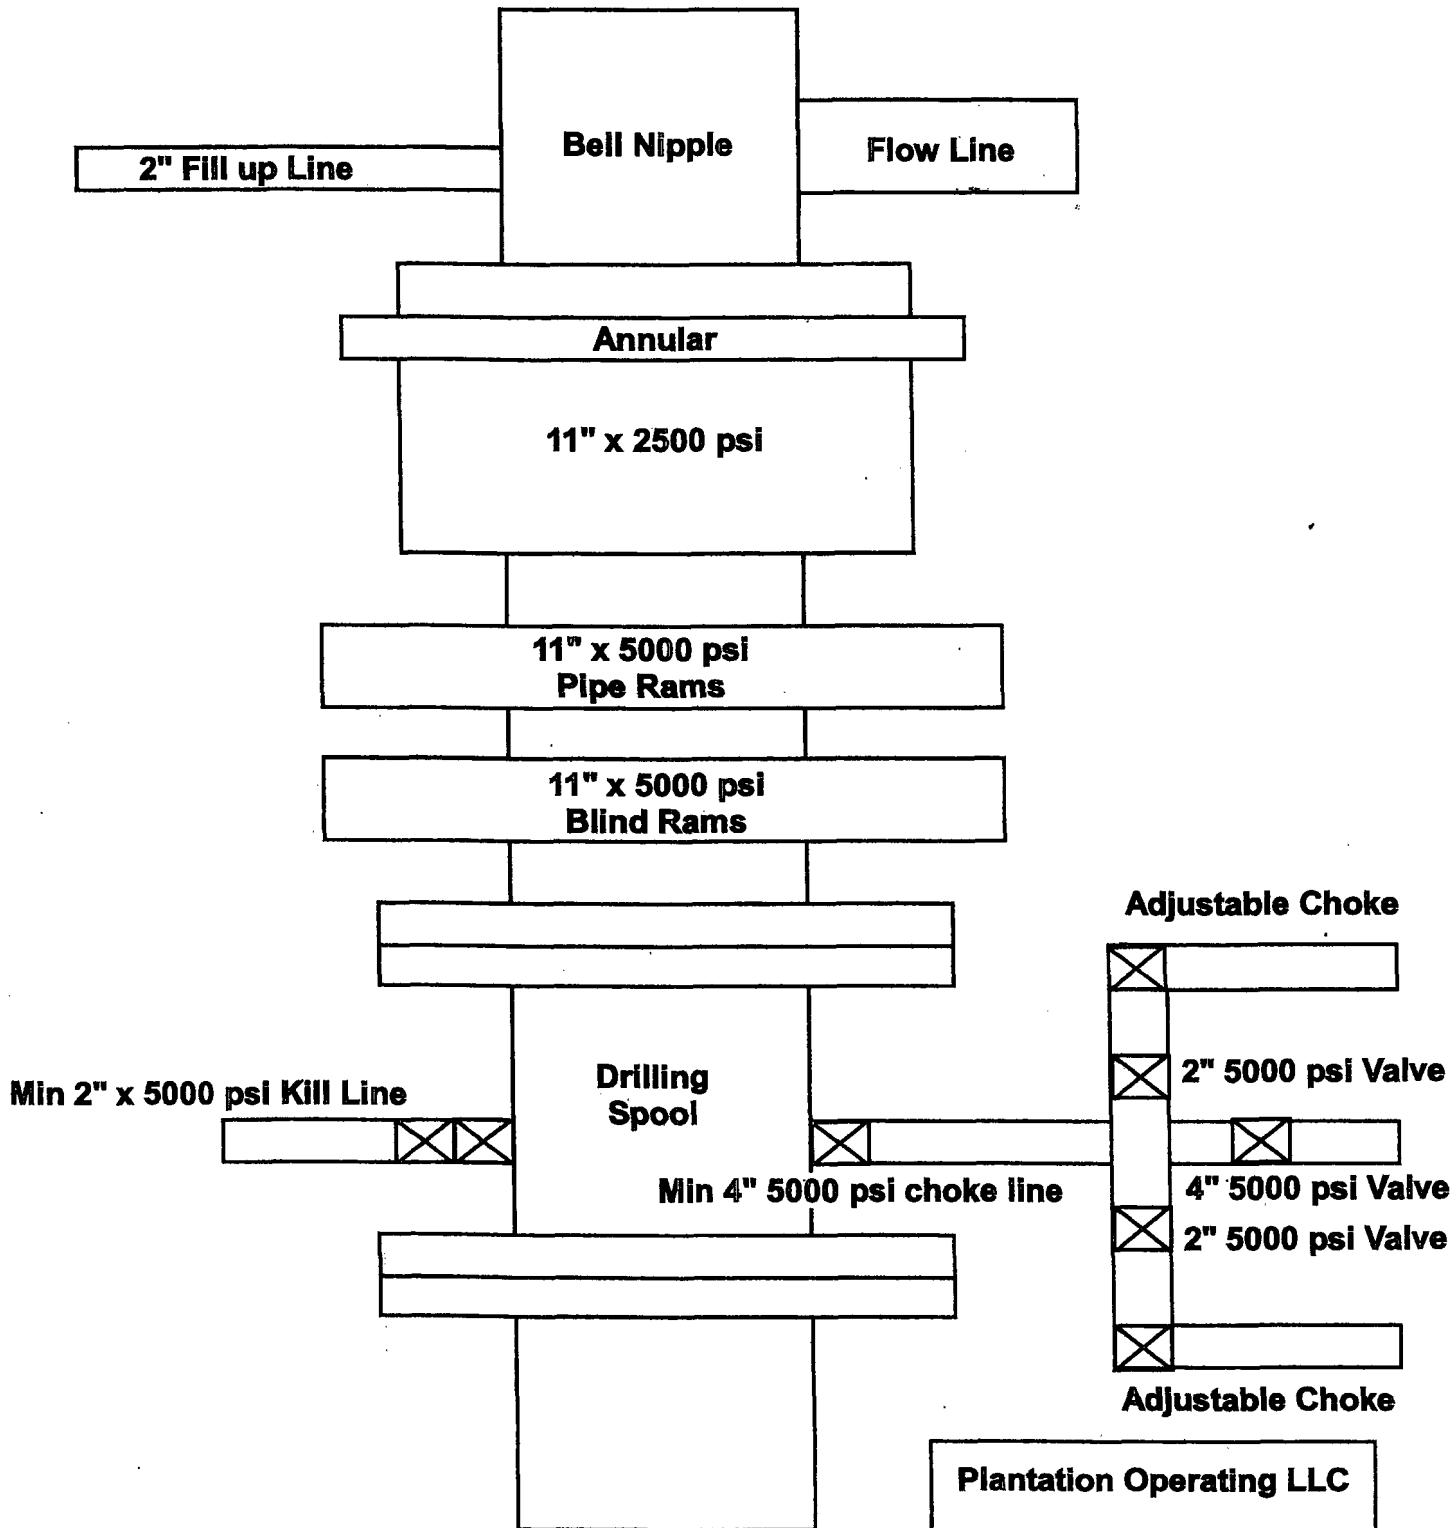 Bell Nipple
Flow Line
2" Fill up Line
Annular
11" x 2500 psi
11" x 5000 psi
Pipe Rams
11" x 5000 psi
Blind Rams
Adjustable Choke
Drilling
Spool
2" 5000 psi Valve
Min 2" x 5000 psi Kill Line
Min 4" 5000 psi choke line
4" 5000 psi Valve
2" 5000 psi Valve
Adjustable Choke
Plantation Operating LLC